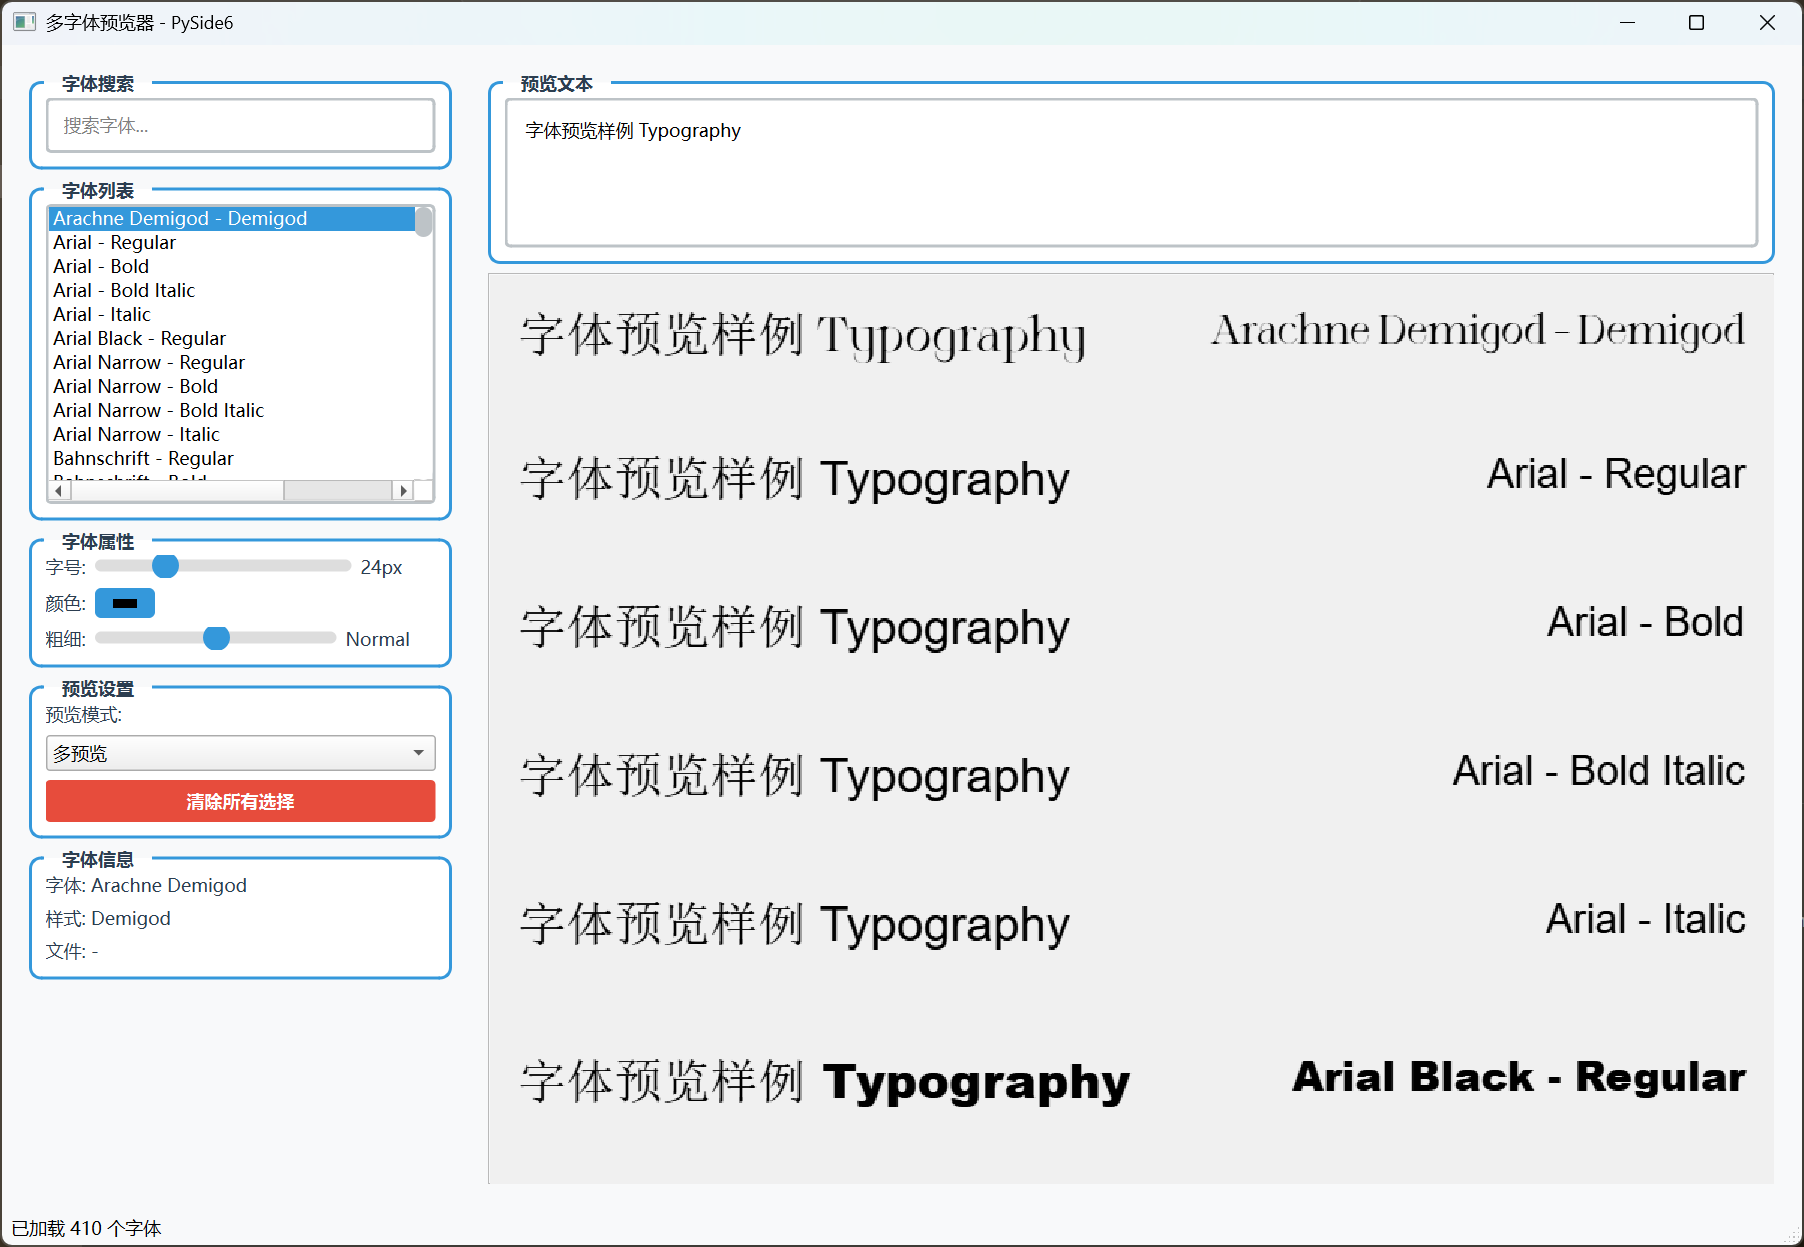 多字体预览器 - PySide6
字体搜索
搜索字体...
字体列表
Arachne Demigod - Demigod
Arial - Regular
Arial - Bold
Arial - Bold Italic
Arial - Italic
Arial Black - Regular
Arial Narrow - Regular
Arial Narrow - Bold
Arial Narrow - Bold Italic
Arial Narrow - Italic
Bahnschrift - Regular
Bahnschrift - Bold
字体属性
字号: 24px
颜色:
粗细: Normal
预览设置
预览模式:
多预览
清除所有选择
字体信息
字体: Arachne Demigod
样式: Demigod
文件: -
预览文本
字体预览样例 Typography
字体预览样例 Typography Arachne Demigod - Demigod
字体预览样例 Typography Arial - Regular
字体预览样例 Typography Arial - Bold
字体预览样例 Typography Arial - Bold Italic
字体预览样例 Typography Arial - Italic
字体预览样例 Typography Arial Black - Regular
已加载 410 个字体